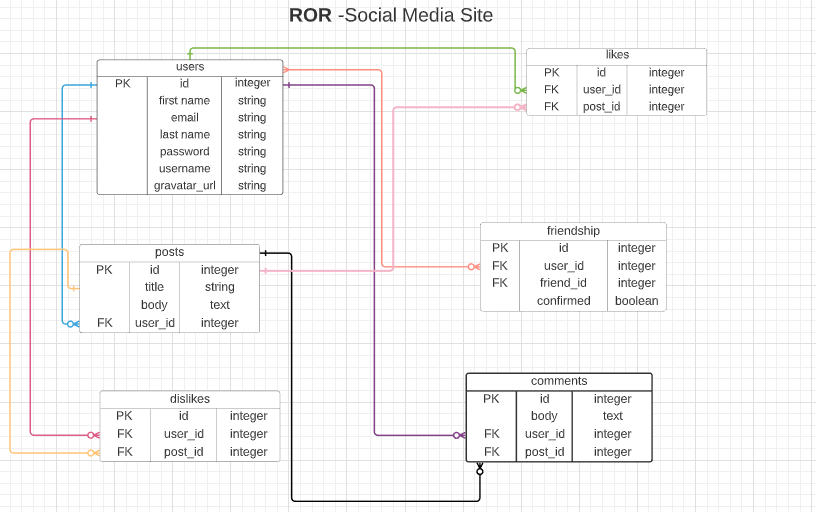 ROR -Social Media Site
users
PK id integer
first name string
email string
last name string
password string
username string
gravatar_url string
likes
PK id integer
FK user_id integer
FK post_id integer
friendship
PK id integer
FK user_id integer
FK friend_id integer
confirmed boolean
posts
PK id integer
title string
body text
FK user_id integer
dislikes
PK id integer
FK user_id integer
FK post_id integer
comments
PK id integer
body text
FK user_id integer
FK post_id integer